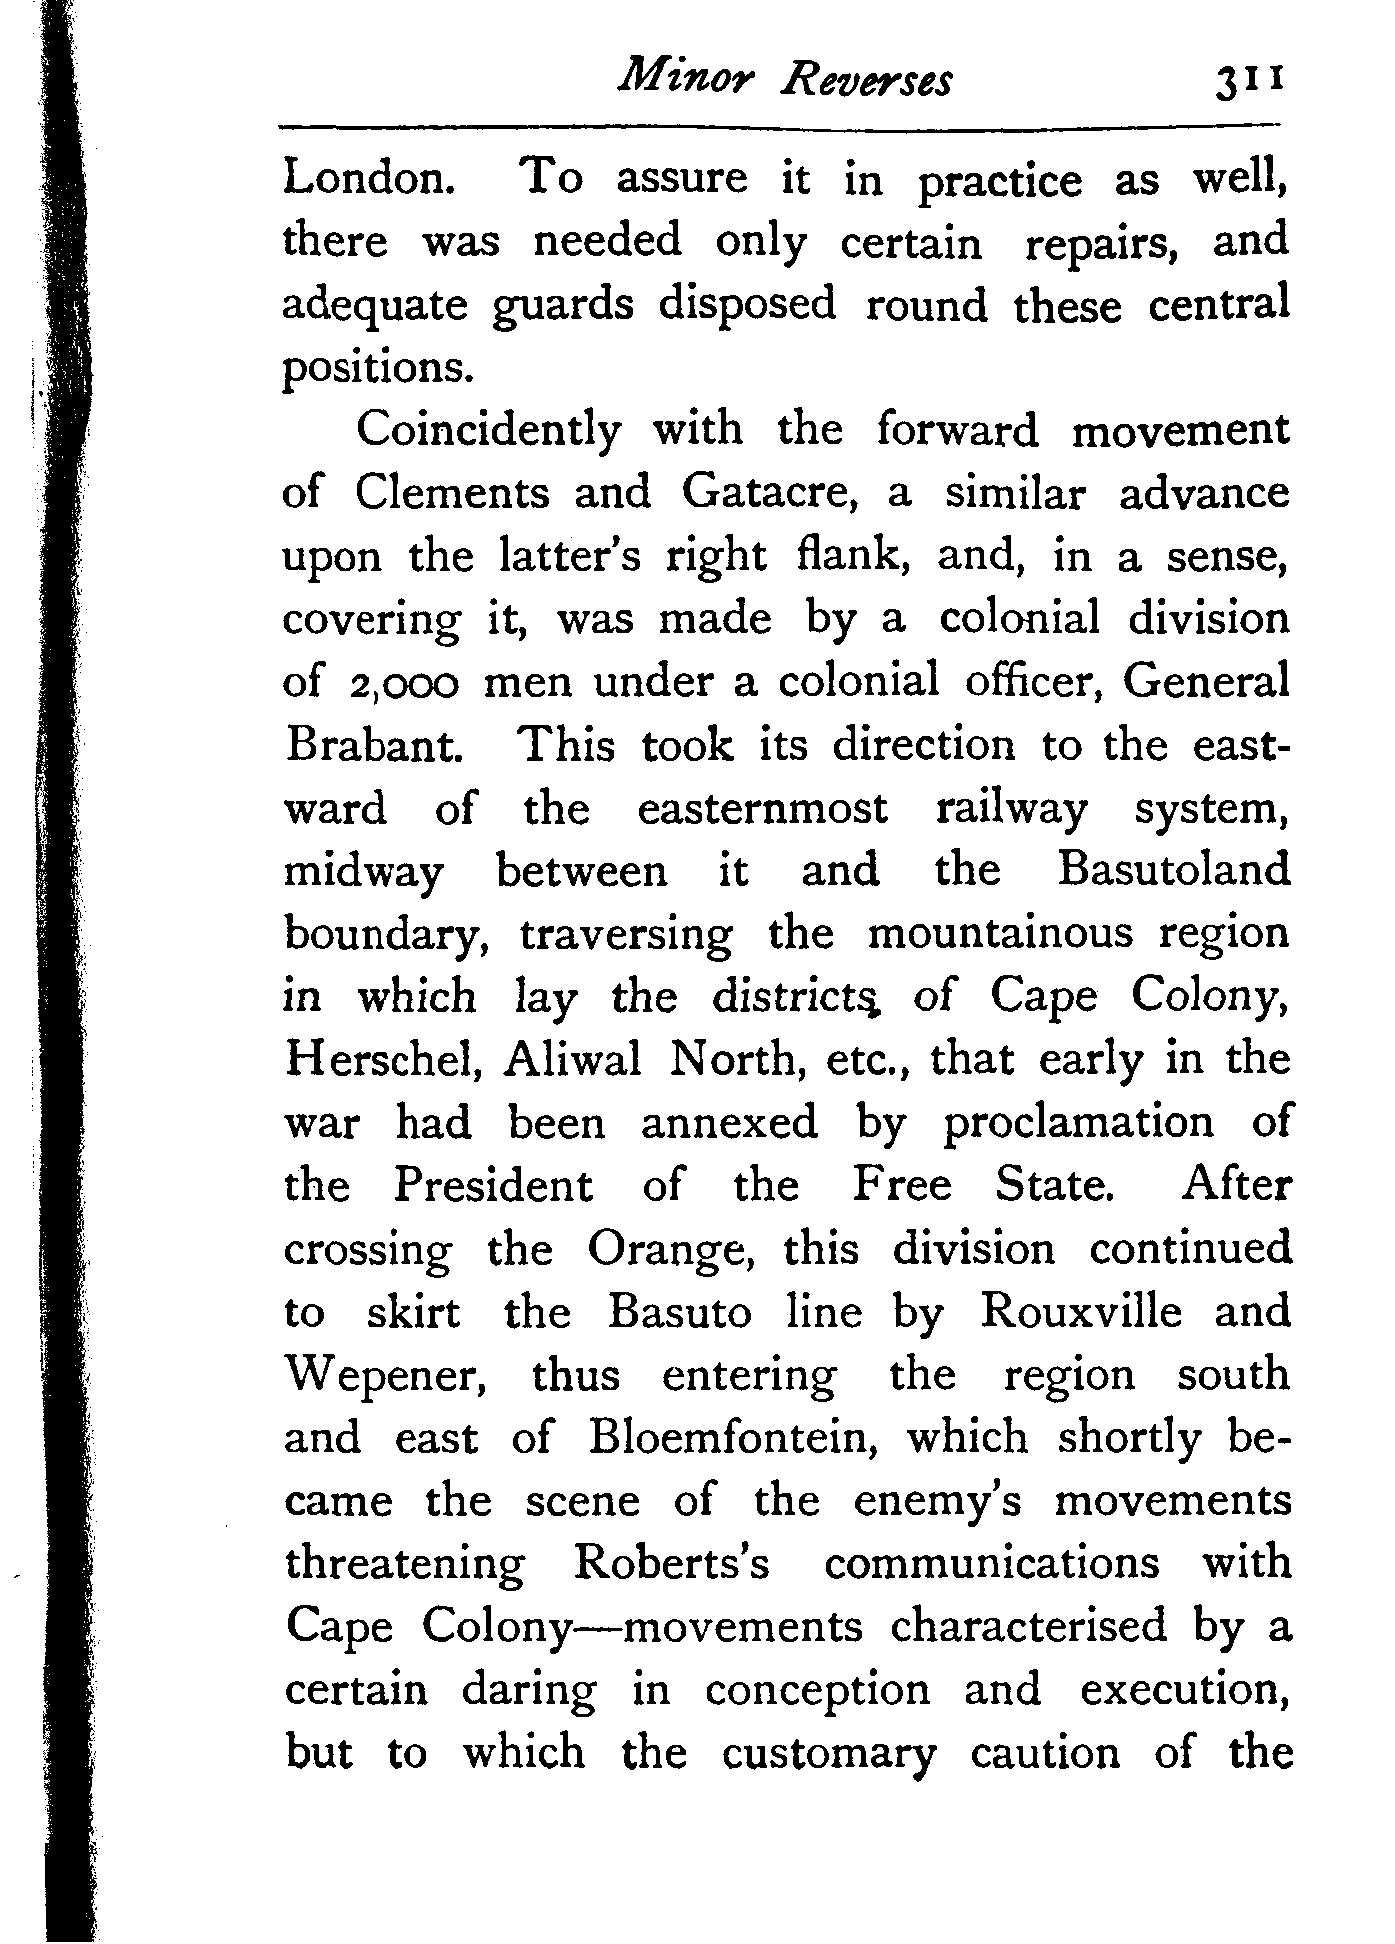 Minor Reverses 311
London. To assure it in practice as well,
there was needed only certain repairs, and
adequate guards disposed round these central
positions.
Coincidently with the forward movement
of Clements and Gatacre, a similar advance
upon the latter's right flank, and, in a sense,
covering it, was made by a colonial division
of 2,000 men under a colonial officer, General
Brabant. This took its direction to the east-
ward of the easternmost railway system,
midway between it and the Basutoland
boundary, traversing the mountainous region
in which lay the districts of Cape Colony,
Herschel, Aliwal North, etc., that early in the
war had been annexed by proclamation of
the President of the Free State. After
crossing the Orange, this division continued
to skirt the Basuto line by Rouxville and
Wepener, thus entering the region south
and east of Bloemfontein, which shortly be-
came the scene of the enemy's movements
threatening Roberts's communications with
Cape Colony—movements characterised by a
certain daring in conception and execution,
but to which the customary caution of the